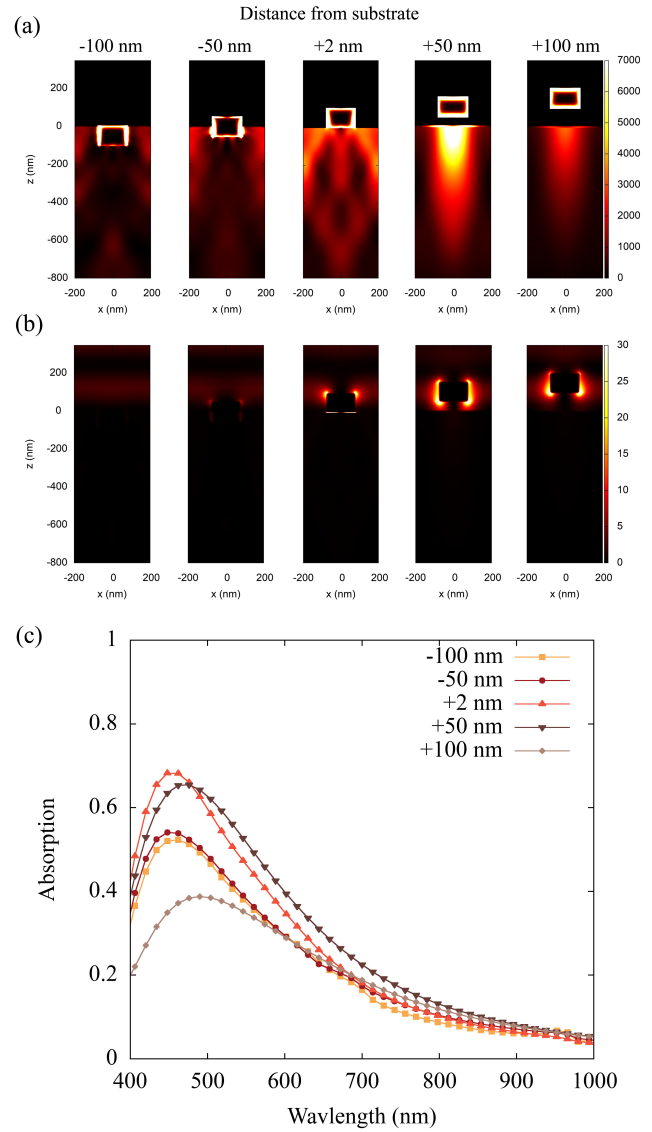 Distance from substrate
(a)
-100 nm -50 nm +2 nm +50 nm +100 nm
7000
6000
5000
4000
3000
2000
1000
0
200
0
-200
-400
-600
-800
z (nm)
-200 0 200 -200 0 200 -200 0 200 -200 0 200 -200 0 200
x (nm) x (nm) x (nm) x (nm) x (nm)
(b)
30
25
20
15
10
5
0
200
0
-200
-400
-600
-800
z (nm)
-200 0 200 -200 0 200 -200 0 200 -200 0 200 -200 0 200
x (nm) x (nm) x (nm) x (nm) x (nm)
(c)
1
0.8
0.6
0.4
0.2
0
Absorption
-100 nm
-50 nm
+2 nm
+50 nm
+100 nm
400 500 600 700 800 900 1000
Wavlength (nm)